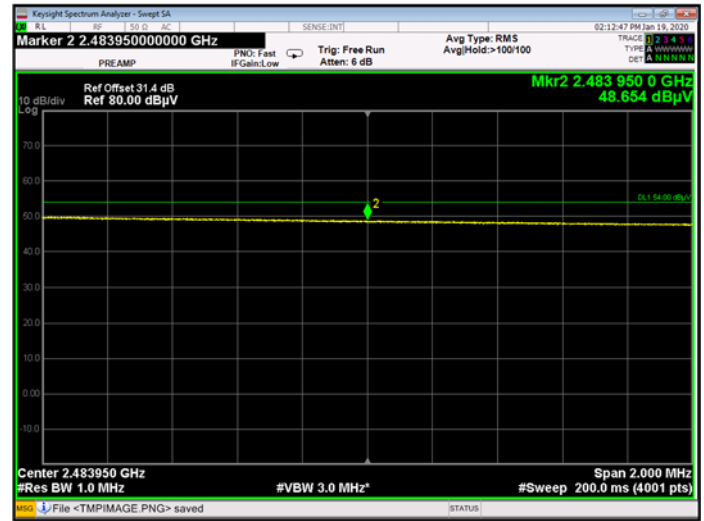 Keysight Spectrum Analyzer - Swept SA
RL RF 50 Ω AC SENSE:INT 02:12:47 PM Jan 19, 2020
Marker 2 2.483950000000 GHz
PREAMP
PNO: Fast
IFGain:Low
Trig: Free Run
Atten: 6 dB
Avg Type: RMS
Avg|Hold:>100/100
TRACE 1 2 3 4 5 6
TYPE A WWWWW
DET A N N N N N
Mkr2 2.483 950 0 GHz
48.654 dBµV
Ref Offset 31.4 dB
10 dB/div Ref 80.00 dBµV
Log
70.0
60.0
DL1 54.00 dBµV
2
50.0
40.0
30.0
20.0
10.0
0.00
-10.0
Center 2.483950 GHz Span 2.000 MHz
#Res BW 1.0 MHz #VBW 3.0 MHz* #Sweep 200.0 ms (4001 pts)
MSG File <TMPIMAGE.PNG> saved STATUS